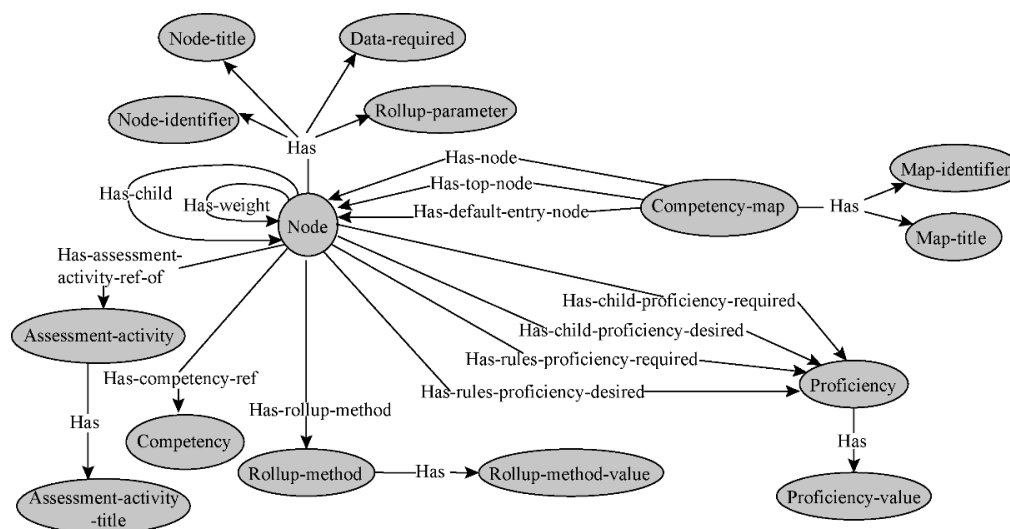 Node-title
Data-required
Node-identifier
Rollup-parameter
Has
Has-node
Map-identifier
Has-child
Has-top-node
Has-weight
Has-default-entry-node
Competency-map
Has
Node
Map-title
Has-assessment-
activity-ref-of
Has-child-proficiency-required
Assessment-activity
Has-child-proficiency-desired
Has-rules-proficiency-required
Has-competency-ref
Has-rules-proficiency-desired
Proficiency
Has-rollup-method
Has
Competency
Has
Rollup-method
Has
Rollup-method-value
Assessment-activity
-title
Proficiency-value